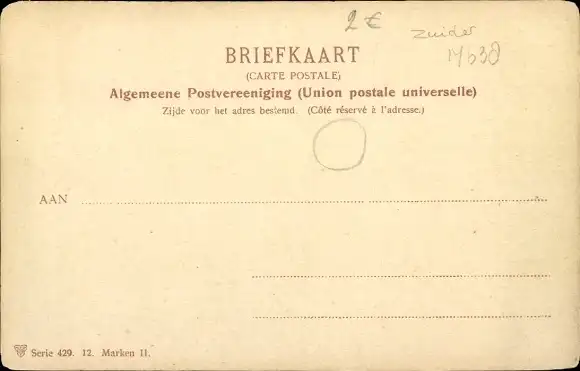 2 €
Zuider
BRIEFKAART
(CARTE POSTALE)
Algemeene Postvereeniging (Union postale universelle)
Zijde voor het adres bestemd. (Côté réservé à l'adresse.)
AAN
Serie 429. 12. Marken 11.